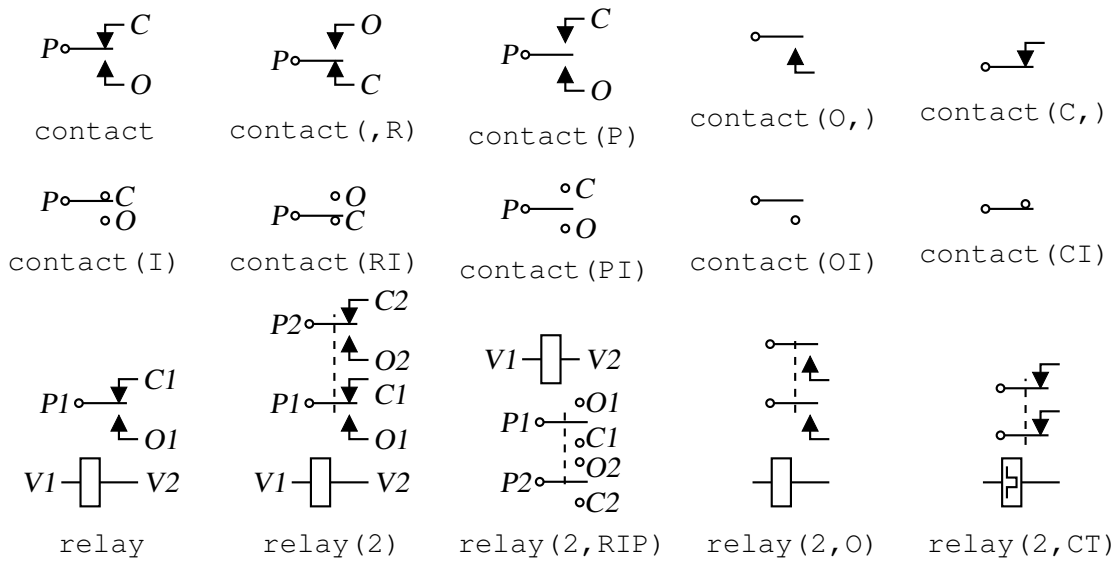 C O C
P P P
O C O
contact contact(,R) contact(P) contact(O,) contact(C,)
P C P O P C
O C O
contact(I) contact(RI) contact(PI) contact(OI) contact(CI)
C2
P2
O2
V1 V2
C1 C1 O1
P1 P1 P1
C1
O1 O1 O2
V1 V2 V1 V2 P2
C2
relay relay(2) relay(2,RIP) relay(2,O) relay(2,CT)